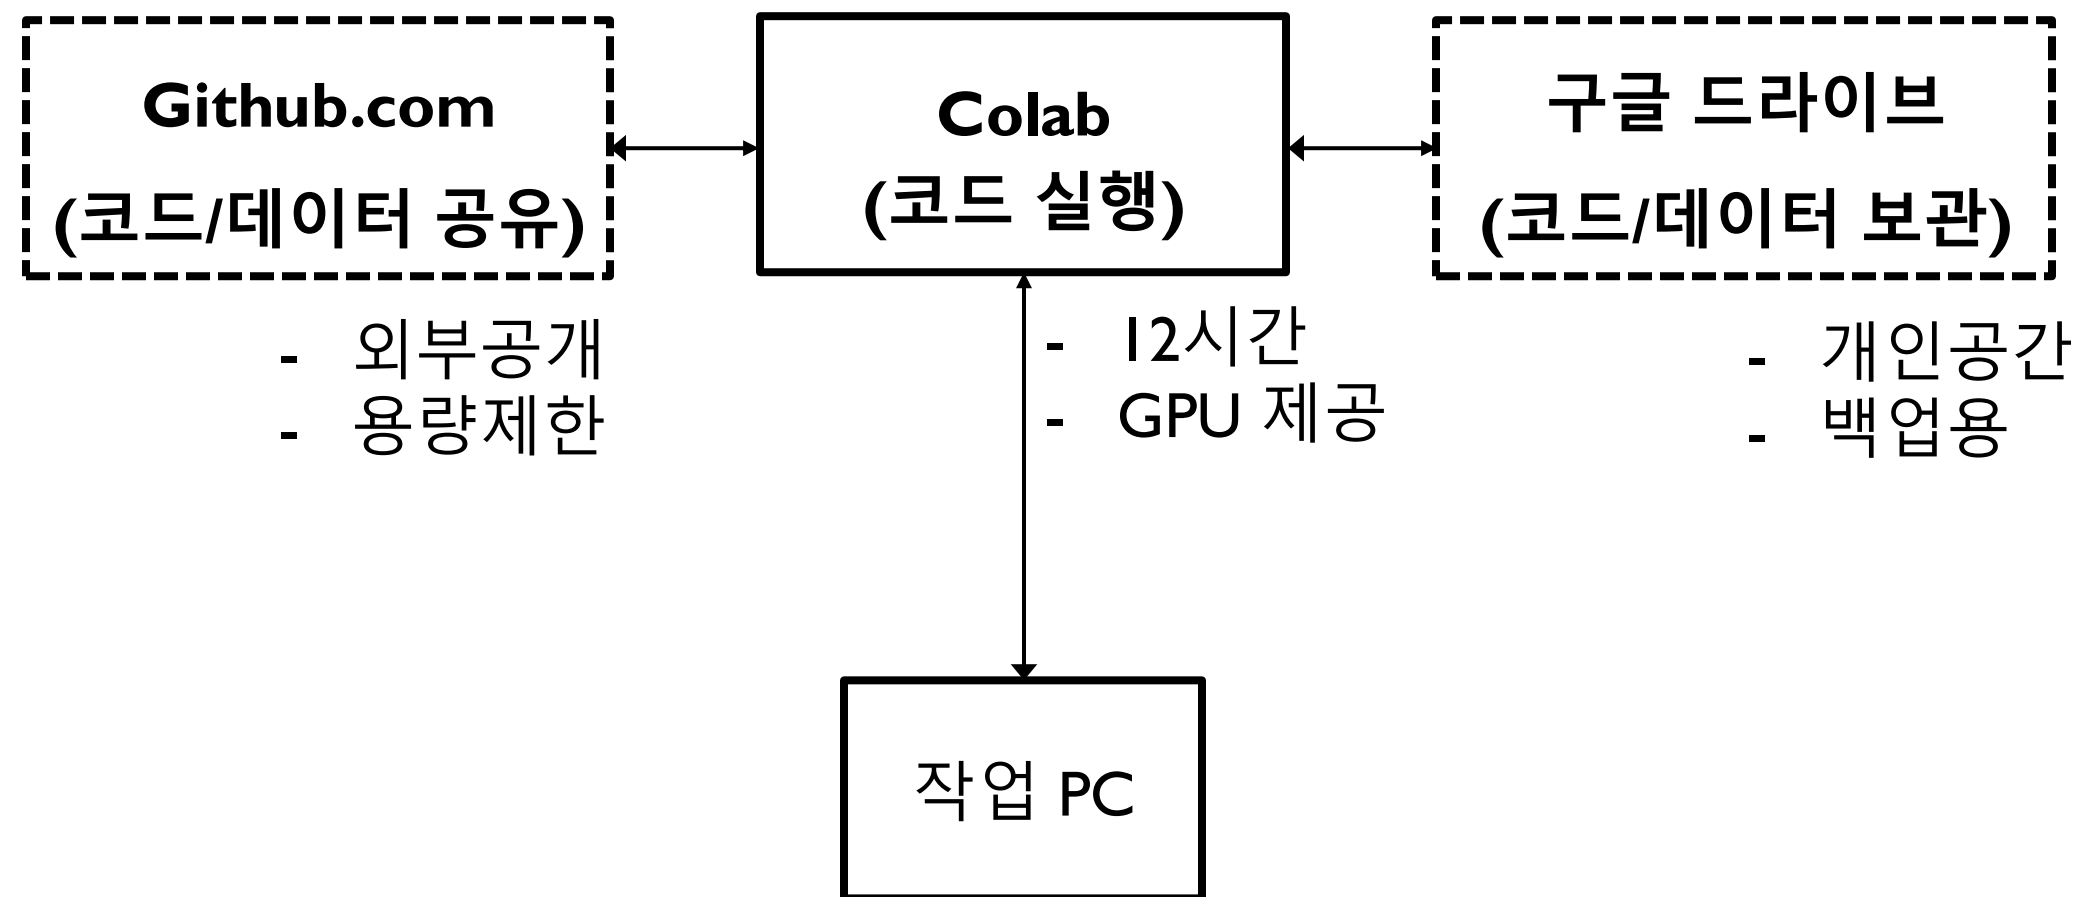 Github.com
(코드/데이터 공유)
- 외부공개
- 용량제한
Colab
(코드 실행)
- 12시간
- GPU 제공
구글 드라이브
(코드/데이터 보관)
- 개인공간
- 백업용
작업 PC